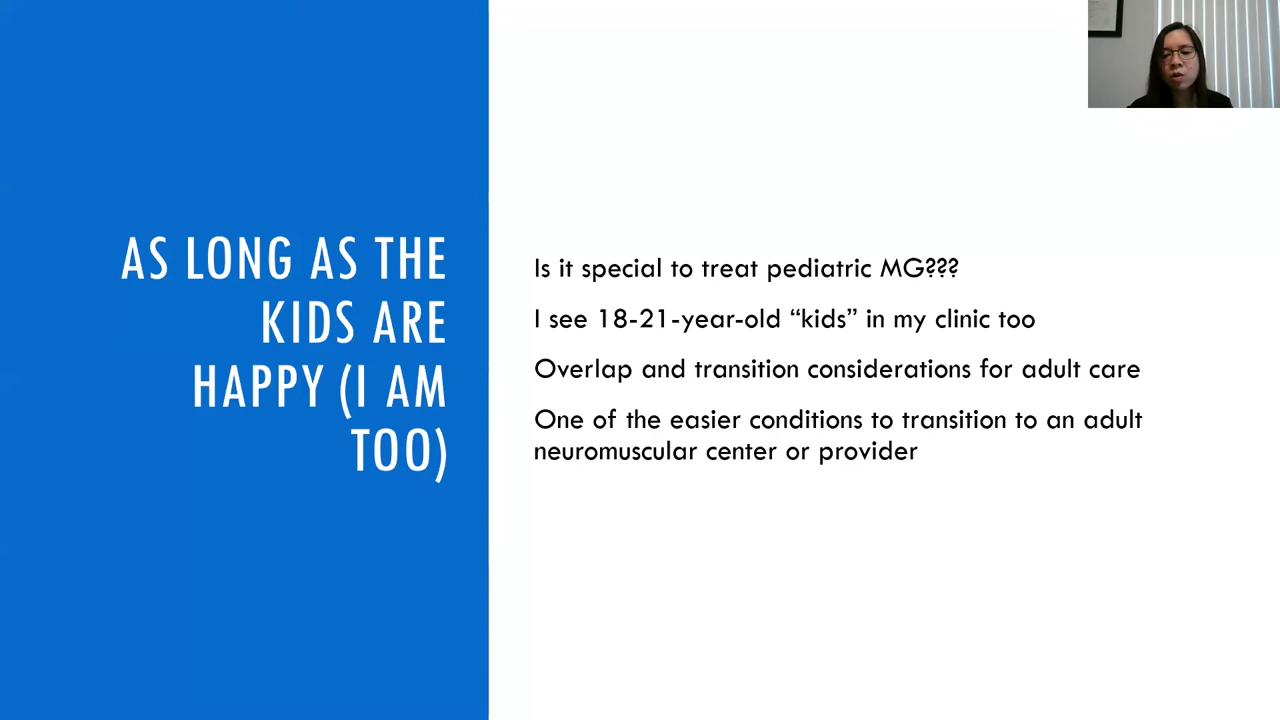 AS LONG AS THE
KIDS ARE
HAPPY (I AM
TOO)
Is it special to treat pediatric MG???
I see 18-21-year-old “kids” in my clinic too
Overlap and transition considerations for adult care
One of the easier conditions to transition to an adult
neuromuscular center or provider